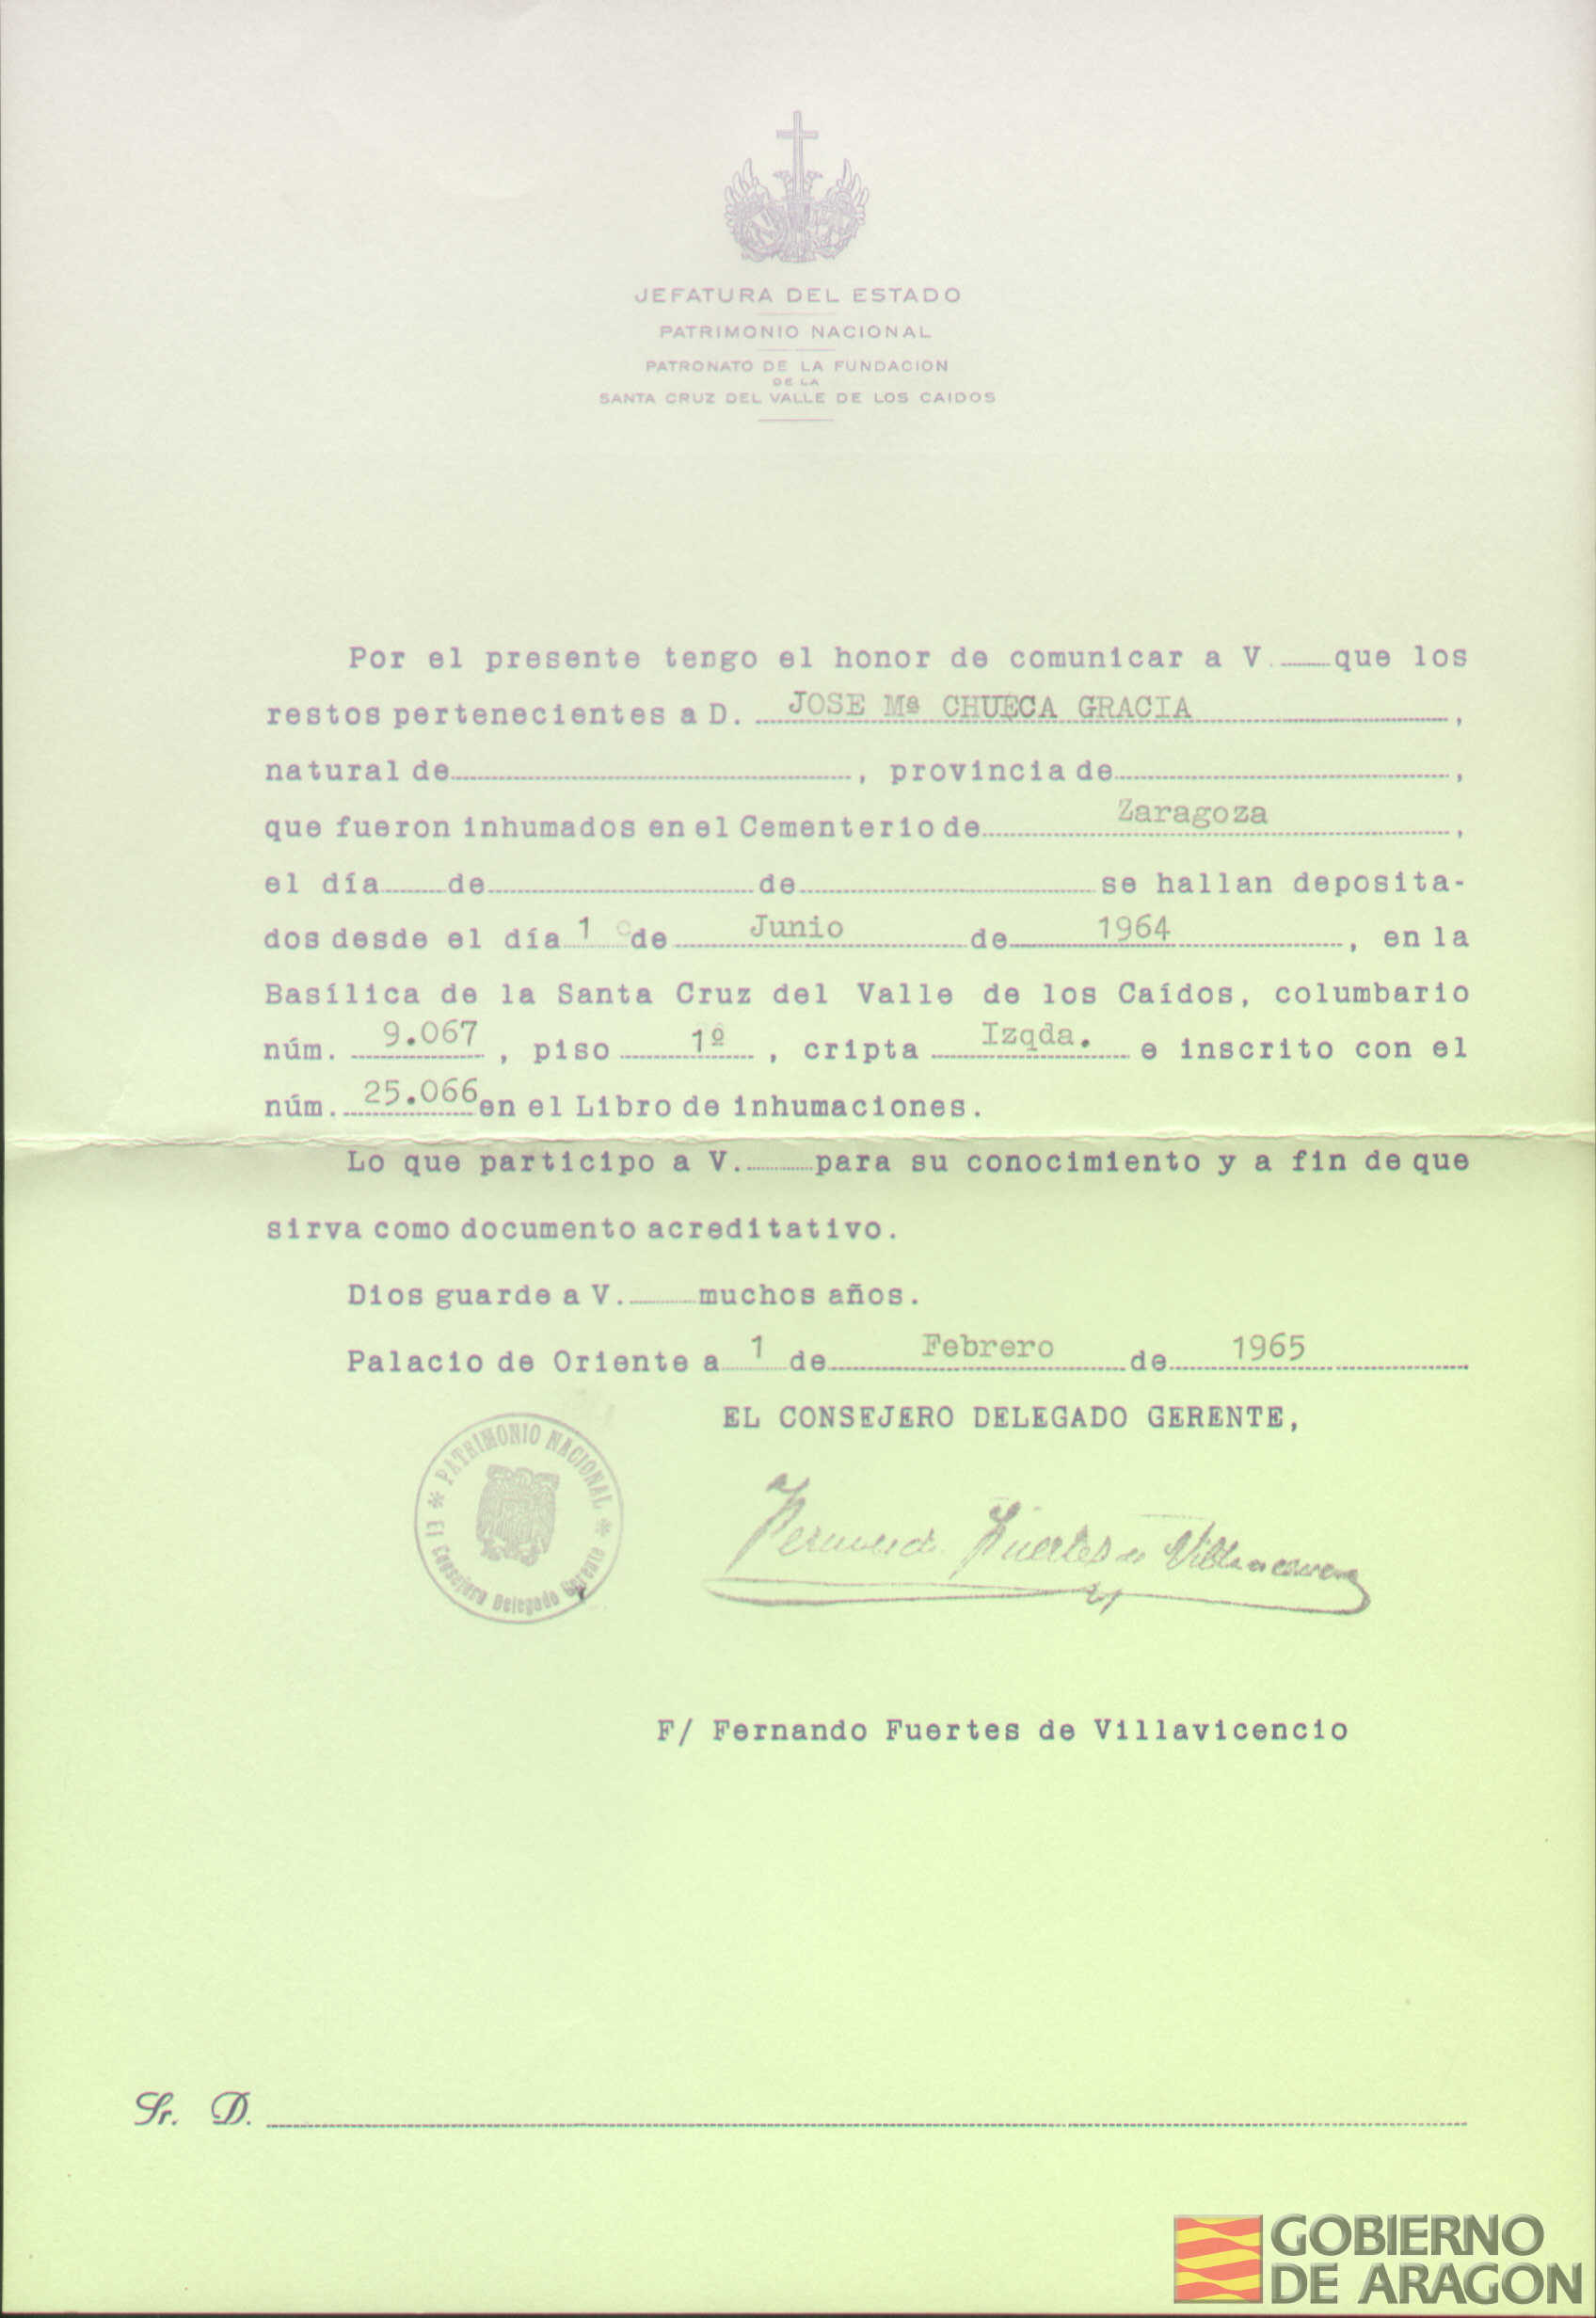 JEFATURA DEL ESTADO
PATRIMONIO NACIONAL
PATRONATO DE LA FUNDACION
DE LA
SANTA CRUZ DEL VALLE DE LOS CAIDOS
Por el presente tengo el honor de comunicar a V. que los
restos pertenecientes a D. JOSE Mª CHUECA GRACIA ,
natural de , provincia de ,
que fueron inhumados en el Cementerio de Zaragoza ,
el día de de se hallan deposita-
dos desde el día 1 de Junio de 1964 , en la
Basílica de la Santa Cruz del Valle de los Caídos, columbario
núm. 9.067 , piso 1º , cripta Izqda. e inscrito con el
núm. 25.066 en el Libro de inhumaciones.
Lo que participo a V. para su conocimiento y a fin de que
sirva como documento acreditativo.
Dios guarde a V. muchos años.
Palacio de Oriente a 1 de Febrero de 1965
EL CONSEJERO DELEGADO GERENTE,
* PATRIMONIO NACIONAL *
El Consejero Delegado Gerente
Fernando Fuertes de Villavicencio
F/ Fernando Fuertes de Villavicencio
Sr. D.
GOBIERNO
DE ARAGON